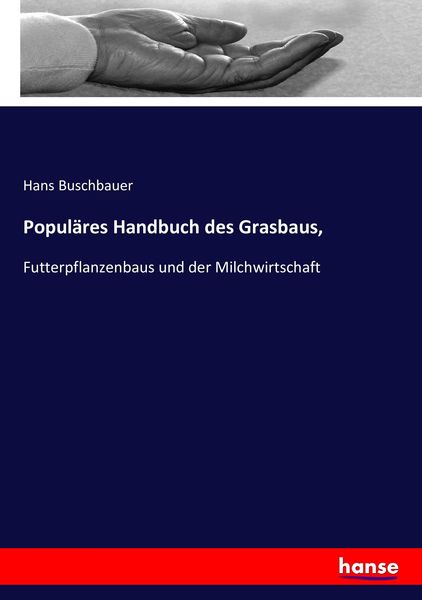 Hans Buschbauer
Populäres Handbuch des Grasbaus,
Futterpflanzenbaus und der Milchwirtschaft
hanse